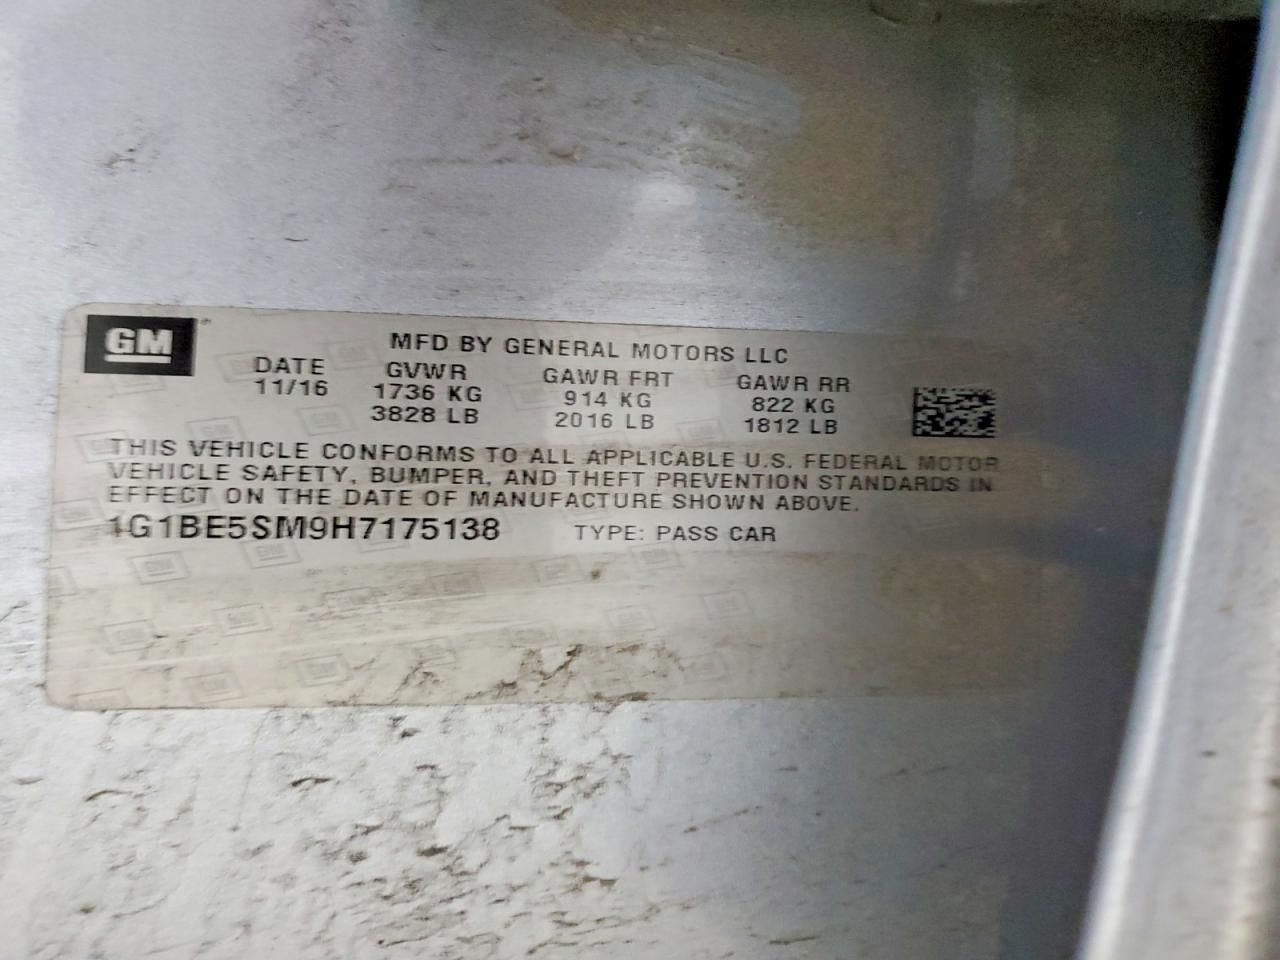 GM
MFD BY GENERAL MOTORS LLC
DATE GVWR GAWR FRT GAWR RR
11/16 1736 KG 914 KG 822 KG
3828 LB 2016 LB 1812 LB
THIS VEHICLE CONFORMS TO ALL APPLICABLE U.S. FEDERAL MOTOR
VEHICLE SAFETY, BUMPER, AND THEFT PREVENTION STANDARDS IN
EFFECT ON THE DATE OF MANUFACTURE SHOWN ABOVE.
1G1BE5SM9H7175138 TYPE: PASS CAR